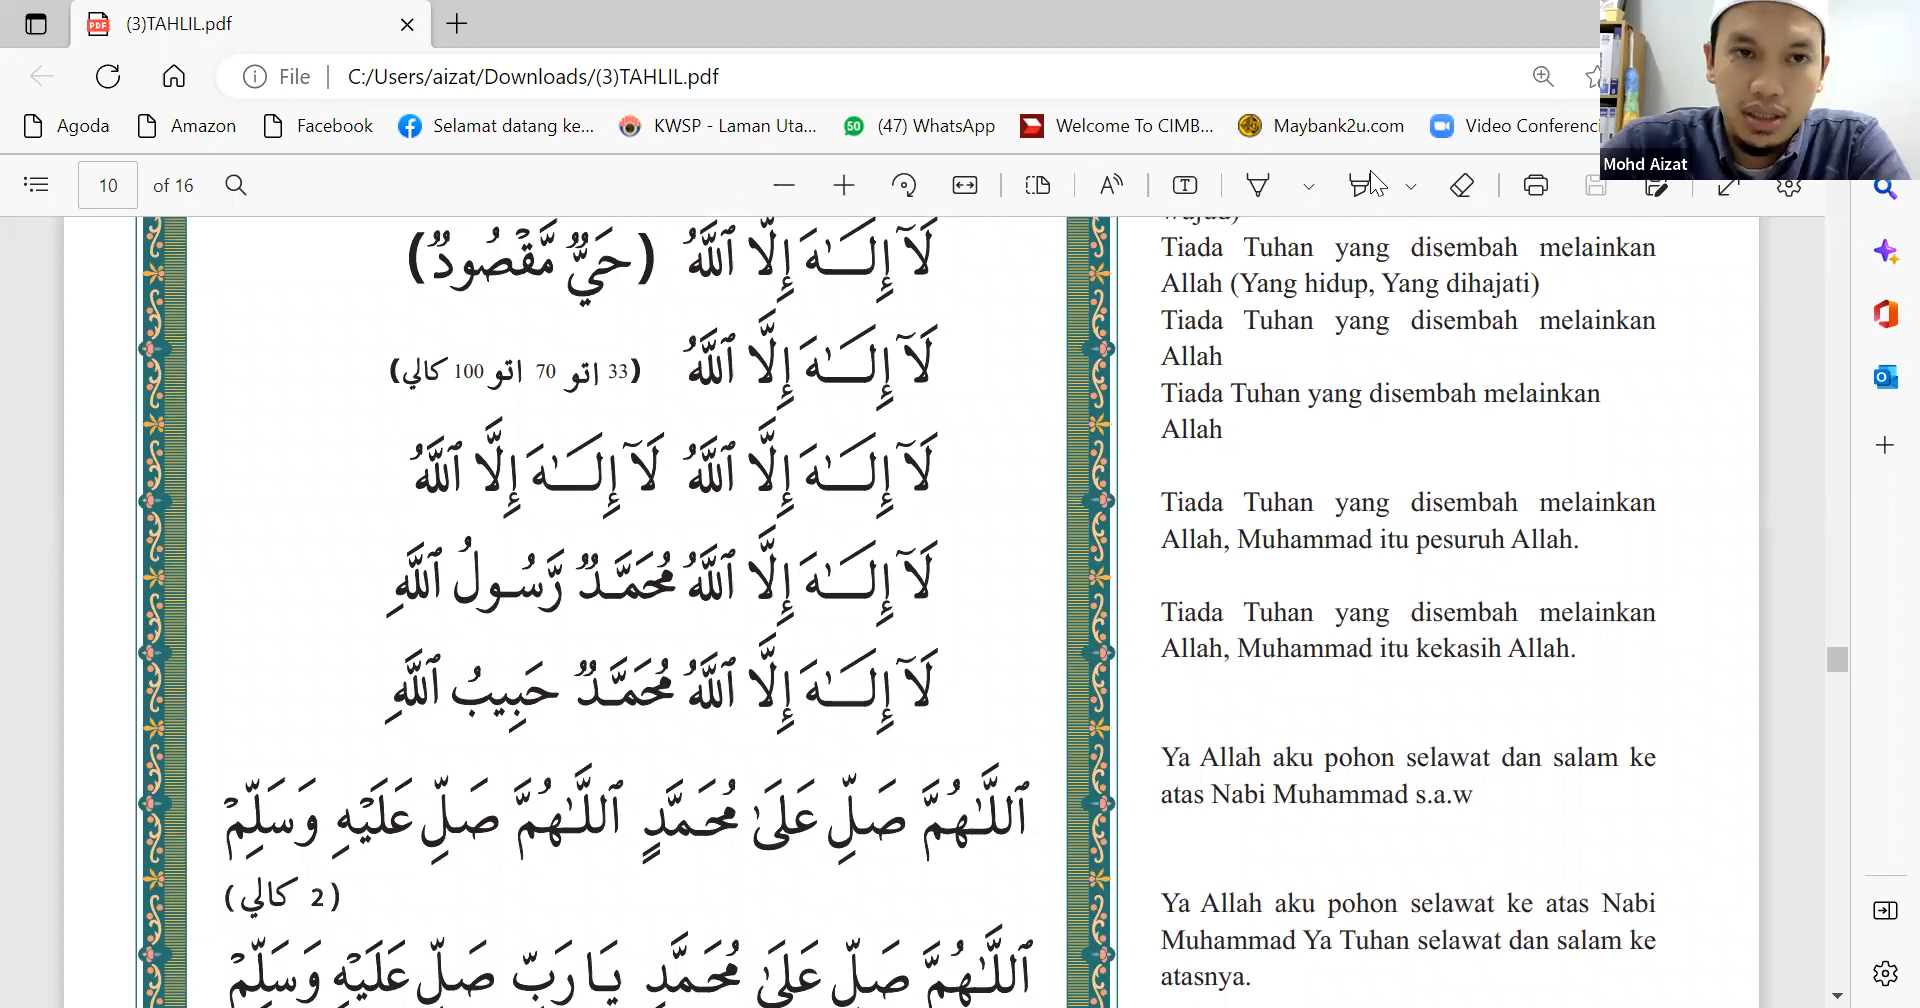 (3)TAHLIL.pdf
File | C:/Users/aizat/Downloads/(3)TAHLIL.pdf
Agoda Amazon Facebook Selamat datang ke... KWSP - Laman Uta... (47) WhatsApp Welcome To CIMB... Maybank2u.com Video Conferenci
50
Mohd Aizat
10 of 16
لَآ إِلَـٰهَ إِلَّا ٱللَّهُ (حَيٌّ مَّقْصُودٌ)
لَآ إِلَـٰهَ إِلَّا ٱللَّهُ (33 اتو 70 اتو 100 كالي)
لَآ إِلَـٰهَ إِلَّا ٱللَّهُ لَآ إِلَـٰهَ إِلَّا ٱللَّهُ
لَآ إِلَـٰهَ إِلَّا ٱللَّهُ مُحَمَّدٌ رَّسُولُ ٱللَّهِ
لَآ إِلَـٰهَ إِلَّا ٱللَّهُ مُحَمَّدٌ حَبِيبُ ٱللَّهِ
ٱللَّـٰهُمَّ صَلِّ عَلَىٰ مُحَمَّدٍ ٱللَّـٰهُمَّ صَلِّ عَلَيْهِ وَسَلِّمْ
(2 كالي)
ٱللَّـٰهُمَّ صَلِّ عَلَىٰ مُحَمَّدٍ يَا رَبِّ صَلِّ عَلَيْهِ وَسَلِّمْ
Tiada Tuhan yang disembah melainkan
Allah (Yang hidup, Yang dihajati)
Tiada Tuhan yang disembah melainkan
Allah
Tiada Tuhan yang disembah melainkan
Allah
Tiada Tuhan yang disembah melainkan
Allah, Muhammad itu pesuruh Allah.
Tiada Tuhan yang disembah melainkan
Allah, Muhammad itu kekasih Allah.
Ya Allah aku pohon selawat dan salam ke
atas Nabi Muhammad s.a.w
Ya Allah aku pohon selawat ke atas Nabi
Muhammad Ya Tuhan selawat dan salam ke
atasnya.